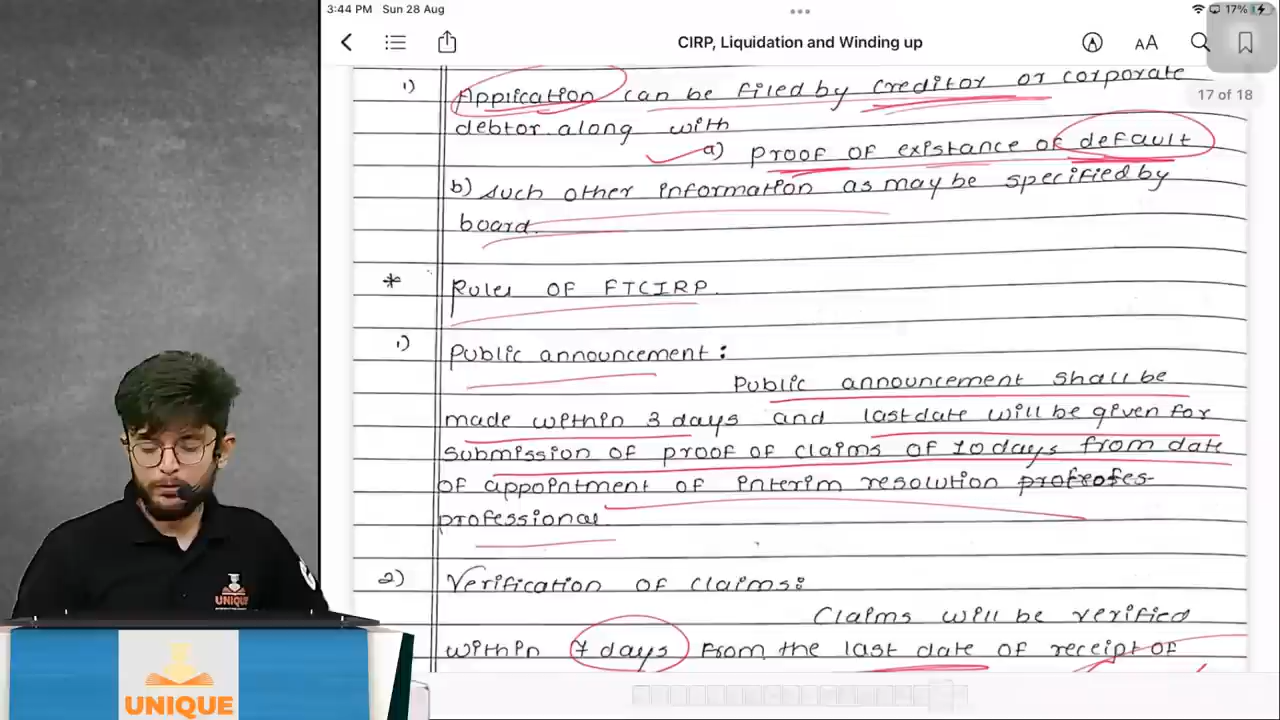 3:44 PM Sun 28 Aug
17%
CIRP, Liquidation and Winding up
AA
17 of 18
1) Application can be filed by creditor or corporate
debtor along with
a) proof of existance of default
b) such other information as may be specified by
board.
* Rules OF FTCIRP.
1) Public announcement:
Public announcement shall be
made within 3 days and last date will be given for
submission of proof of claims of 10 days from date
of appointment of interim resolution profeofes-
professional
2) Verification of claims:
Claims will be verified
within 7 days from the last date of receipt of
UNIQUE
UNIQUE